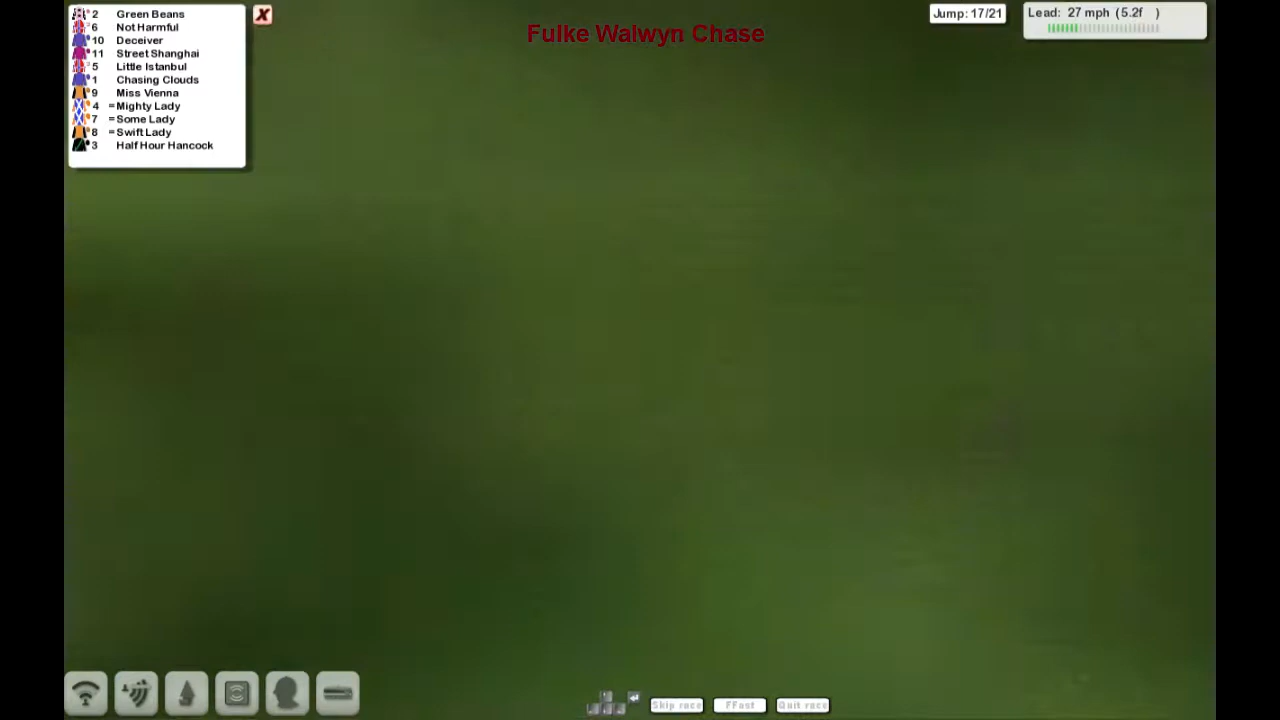 2 Green Beans
6 Not Harmful
10 Deceiver
11 Street Shanghai
5 Little Istanbul
1 Chasing Clouds
9 Miss Vienna
4 =Mighty Lady
7 =Some Lady
8 =Swift Lady
3 Half Hour Hancock
X
Fulke Walwyn Chase
Jump: 17/21
Lead: 27 mph (5.2f )
Skip race
FFast
Quit race